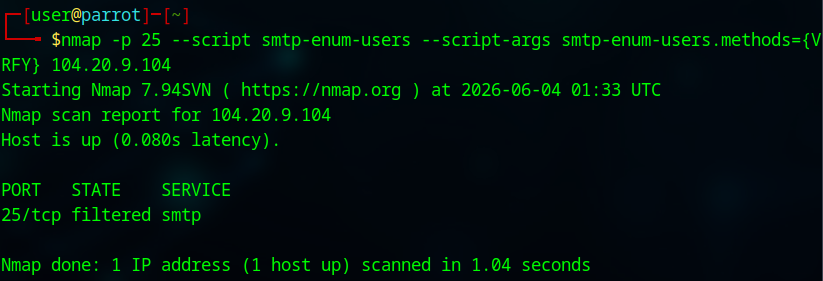 ┌─[user@parrot]─[~]
└──╼ $nmap -p 25 --script smtp-enum-users --script-args smtp-enum-users.methods={V
RFY} 104.20.9.104
Starting Nmap 7.94SVN ( https://nmap.org ) at 2026-06-04 01:33 UTC
Nmap scan report for 104.20.9.104
Host is up (0.080s latency).
PORT   STATE    SERVICE
25/tcp filtered smtp
Nmap done: 1 IP address (1 host up) scanned in 1.04 seconds